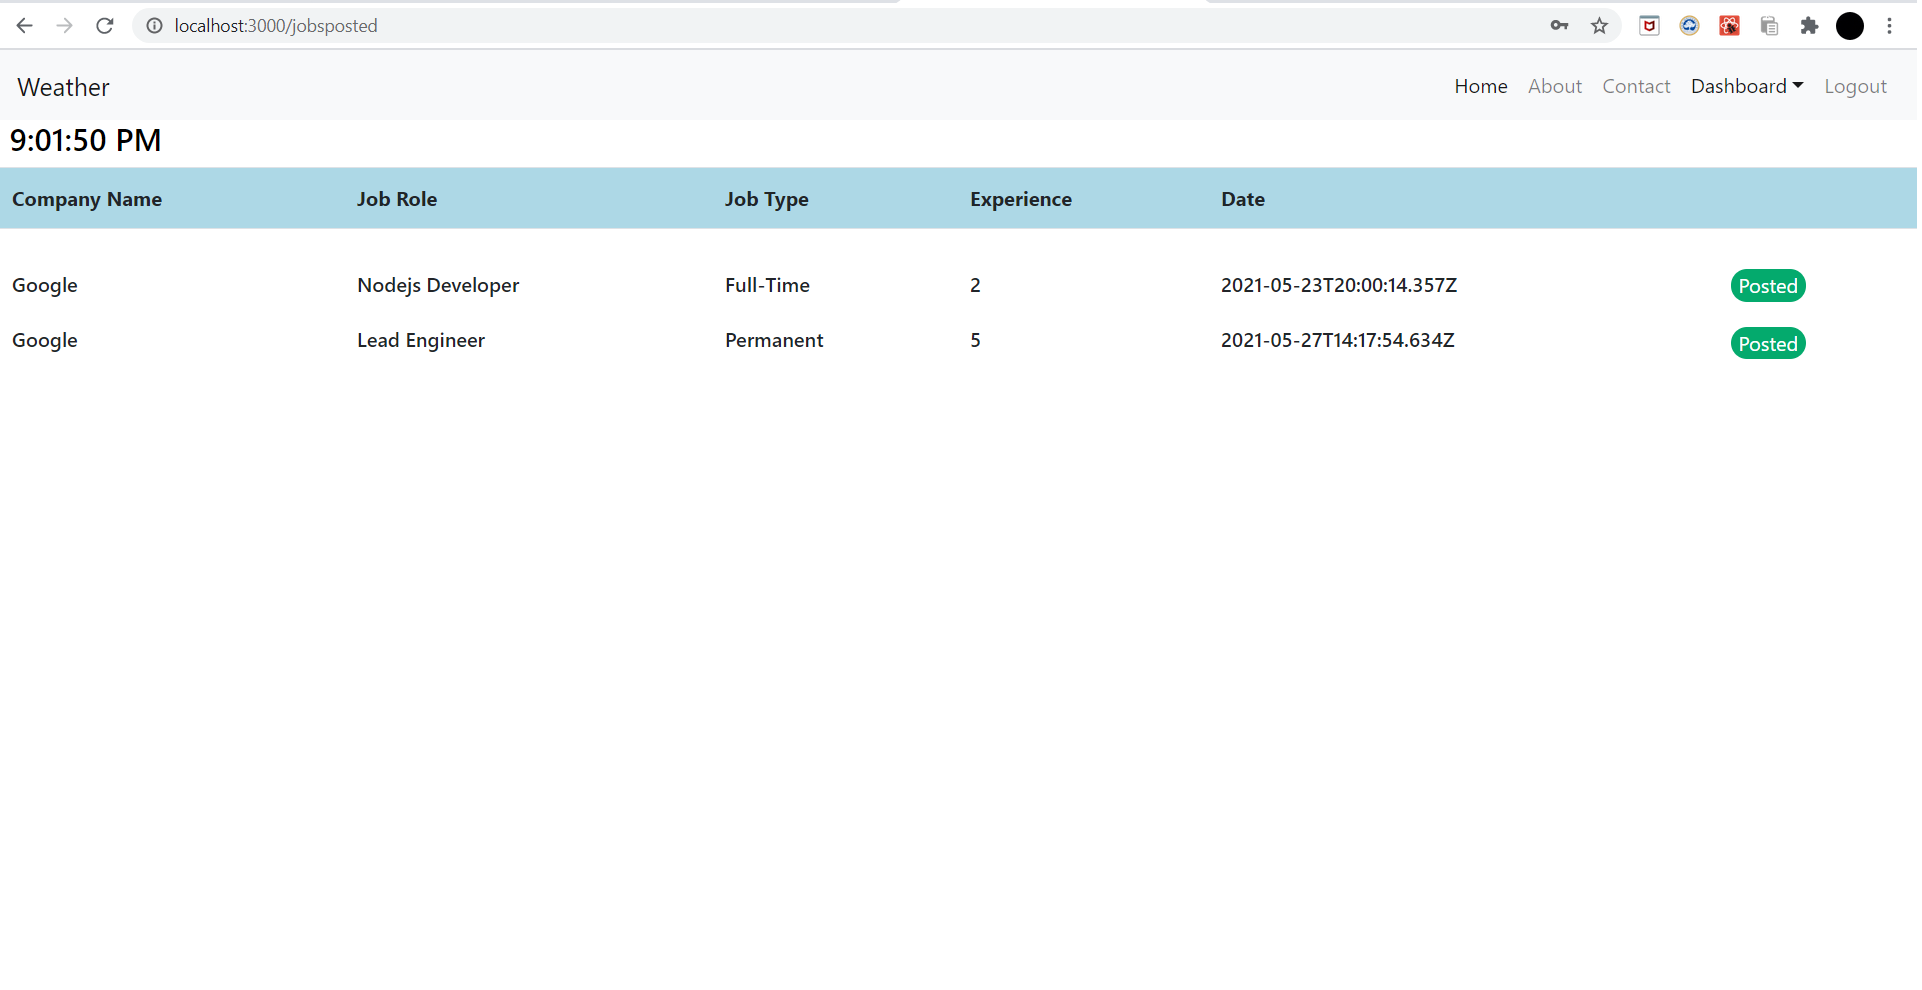 localhost:3000/jobsposted
Weather Home About Contact Dashboard Logout
9:01:50 PM
Company Name Job Role Job Type Experience Date
Google Nodejs Developer Full-Time 2 2021-05-23T20:00:14.357Z Posted
Google Lead Engineer Permanent 5 2021-05-27T14:17:54.634Z Posted